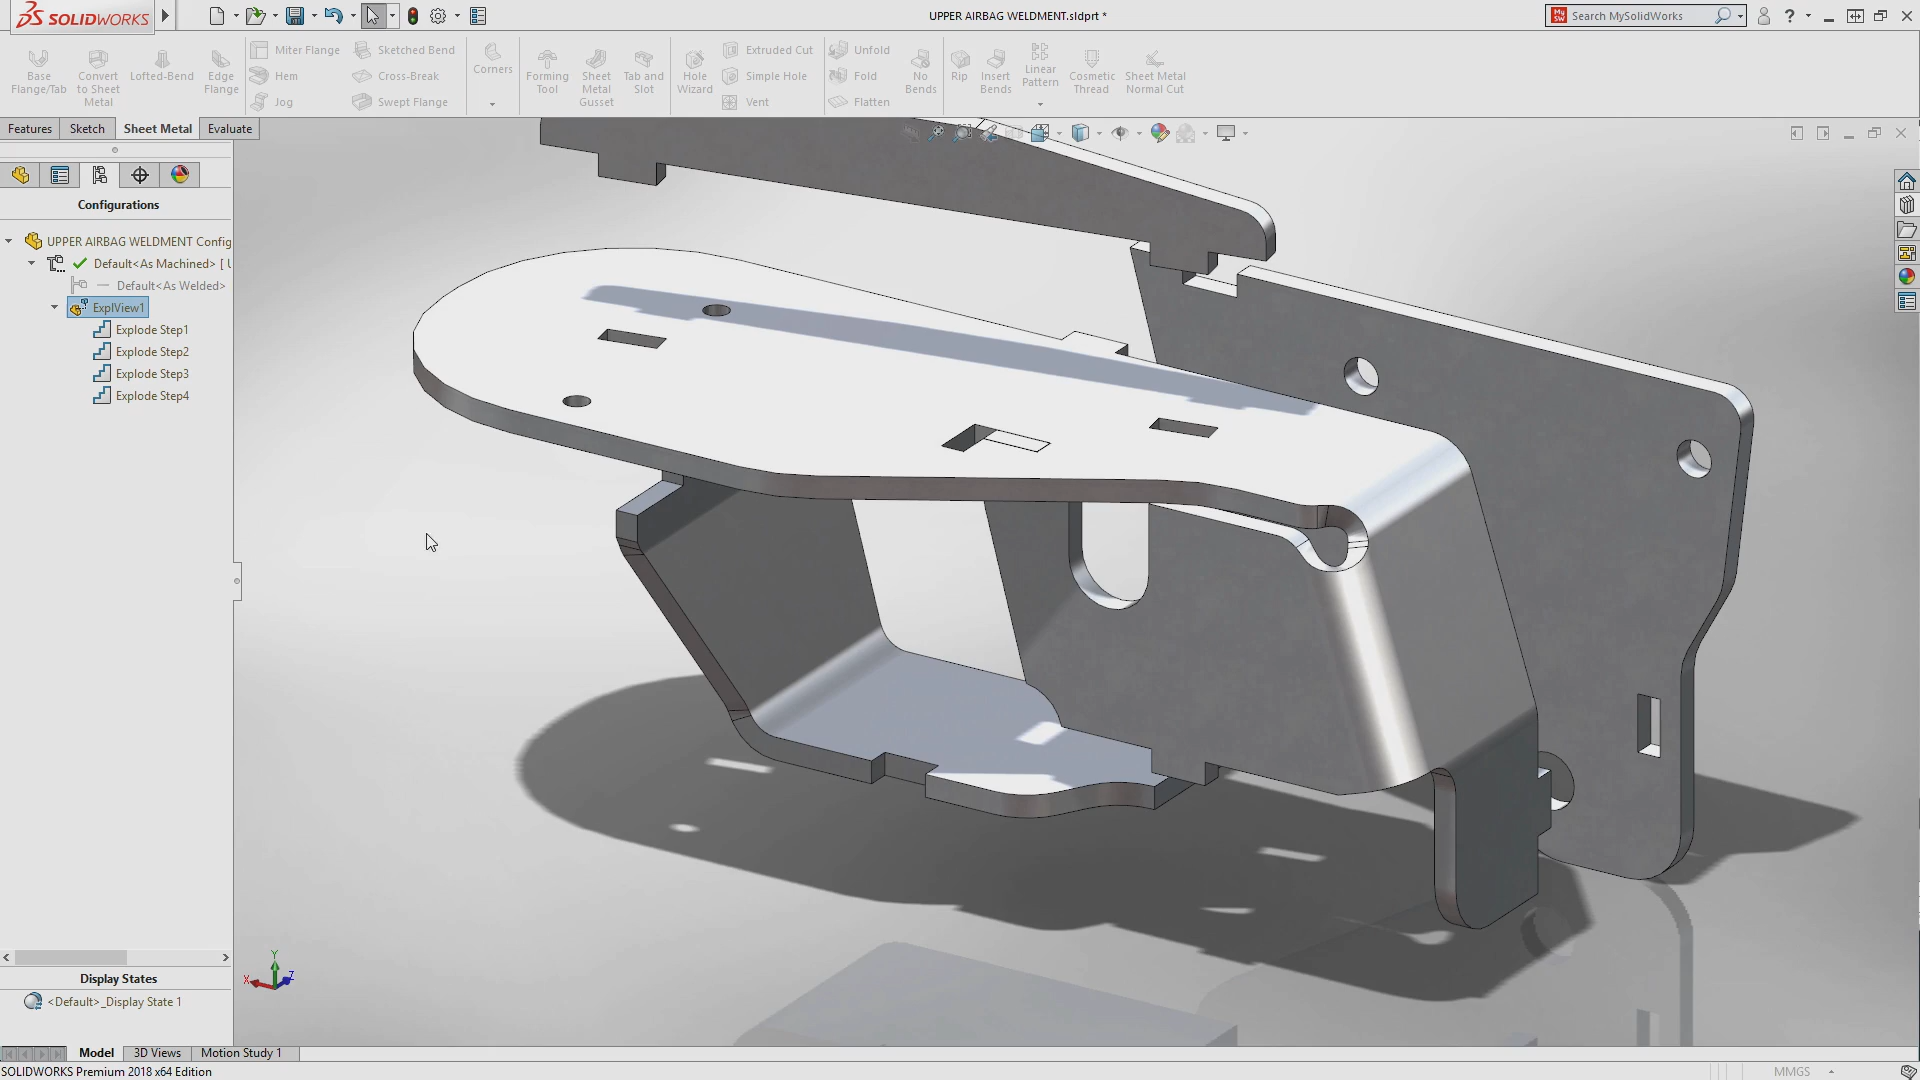 SOLIDWORKS
UPPER AIRBAG WELDMENT.sldprt *
My
SW
Search MySolidWorks
?
Base
Flange/Tab
Convert
to Sheet
Metal
Lofted-Bend
Edge
Flange
Miter Flange
Hem
Jog
Sketched Bend
Cross-Break
Swept Flange
Corners
Forming
Tool
Sheet
Metal
Gusset
Tab and
Slot
Hole
Wizard
Extruded Cut
Simple Hole
Vent
Unfold
Fold
Flatten
No
Bends
Rip
Insert
Bends
Linear
Pattern
Cosmetic
Thread
Sheet Metal
Normal Cut
Features
Sketch
Sheet Metal
Evaluate
Configurations
UPPER AIRBAG WELDMENT Config
Default<As Machined> [ U
Default<As Welded>
ExplView1
Explode Step1
Explode Step2
Explode Step3
Explode Step4
Y
X
Z
Display States
<Default>_Display State 1
Model
3D Views
Motion Study 1
SOLIDWORKS Premium 2018 x64 Edition
MMGS